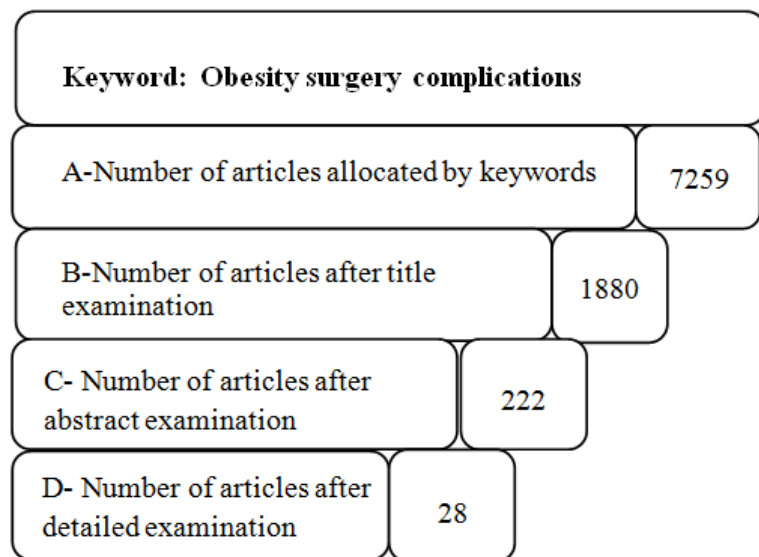 Keyword: Obesity surgery complications
A-Number of articles allocated by keywords
7259
B-Number of articles after title
examination
1880
C- Number of articles after
abstract examination
222
D- Number of articles after
detailed examination
28